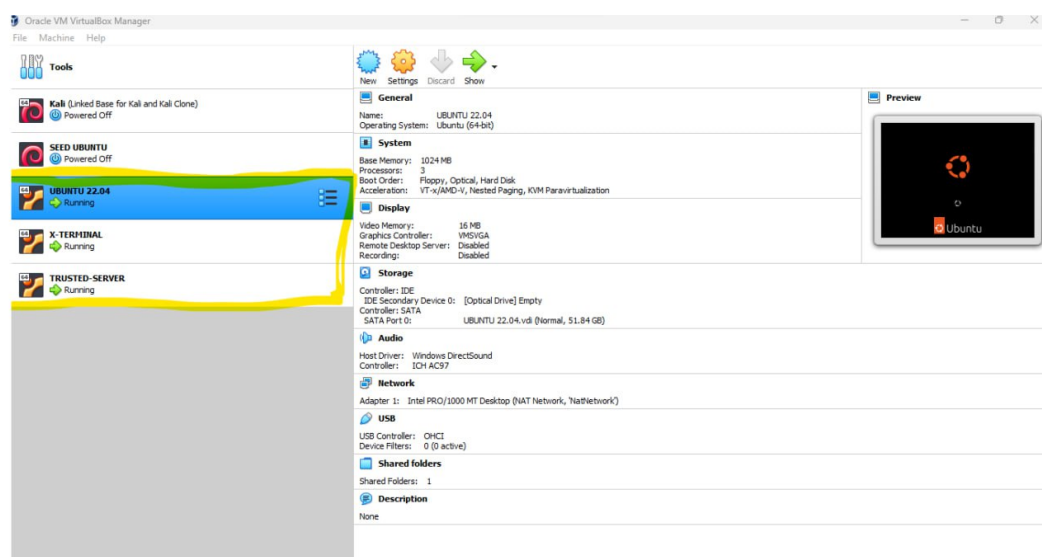 Oracle VM VirtualBox Manager
File Machine Help
Tools
New Settings Discard Show
64 Kali (Linked Base for Kali and Kali Clone)
Powered Off
SEED UBUNTU
Powered Off
64 UBUNTU 22.04
Running
64 X-TERMINAL
Running
64 TRUSTED-SERVER
Running
General
Name: UBUNTU 22.04
Operating System: Ubuntu (64-bit)
System
Base Memory: 1024 MB
Processors: 3
Boot Order: Floppy, Optical, Hard Disk
Acceleration: VT-x/AMD-V, Nested Paging, KVM Paravirtualization
Display
Video Memory: 16 MB
Graphics Controller: VMSVGA
Remote Desktop Server: Disabled
Recording: Disabled
Storage
Controller: IDE
IDE Secondary Device 0: [Optical Drive] Empty
Controller: SATA
SATA Port 0: UBUNTU 22.04.vdi (Normal, 51.84 GB)
Audio
Host Driver: Windows DirectSound
Controller: ICH AC97
Network
Adapter 1: Intel PRO/1000 MT Desktop (NAT Network, 'NatNetwork')
USB
USB Controller: OHCI
Device Filters: 0 (0 active)
Shared folders
Shared Folders: 1
Description
None
Preview
Ubuntu